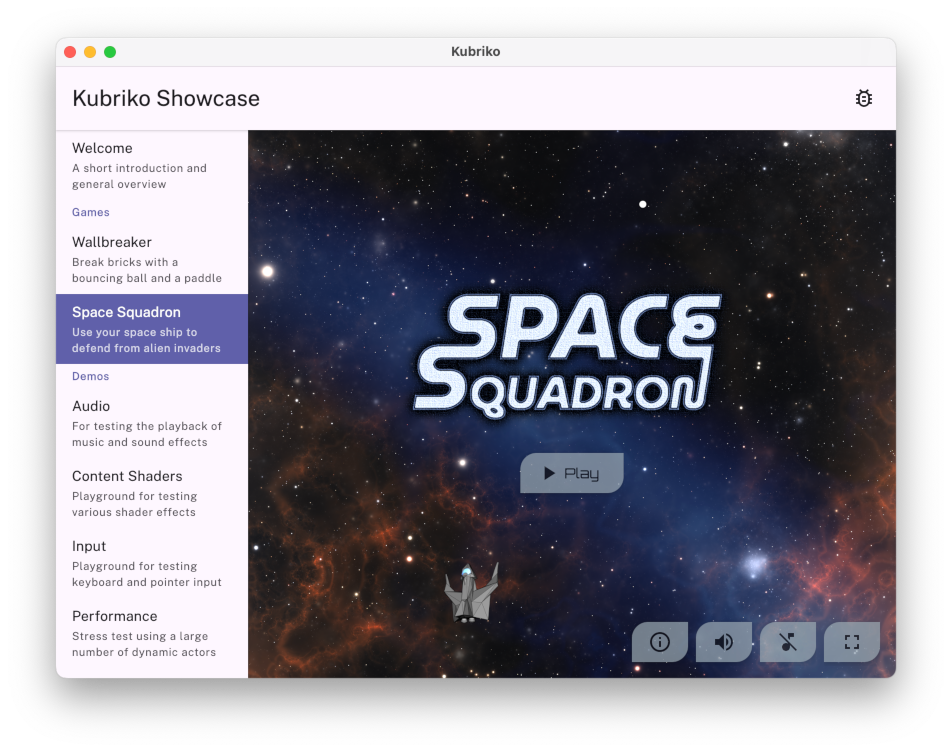 Kubriko
Kubriko Showcase
Welcome
A short introduction and
general overview
Games
Wallbreaker
Break bricks with a
bouncing ball and a paddle
Space Squadron
Use your space ship to
defend from alien invaders
Demos
Audio
For testing the playback of
music and sound effects
Content Shaders
Playground for testing
various shader effects
Input
Playground for testing
keyboard and pointer input
Performance
Stress test using a large
number of dynamic actors
SPACE
SQUADRON
Play